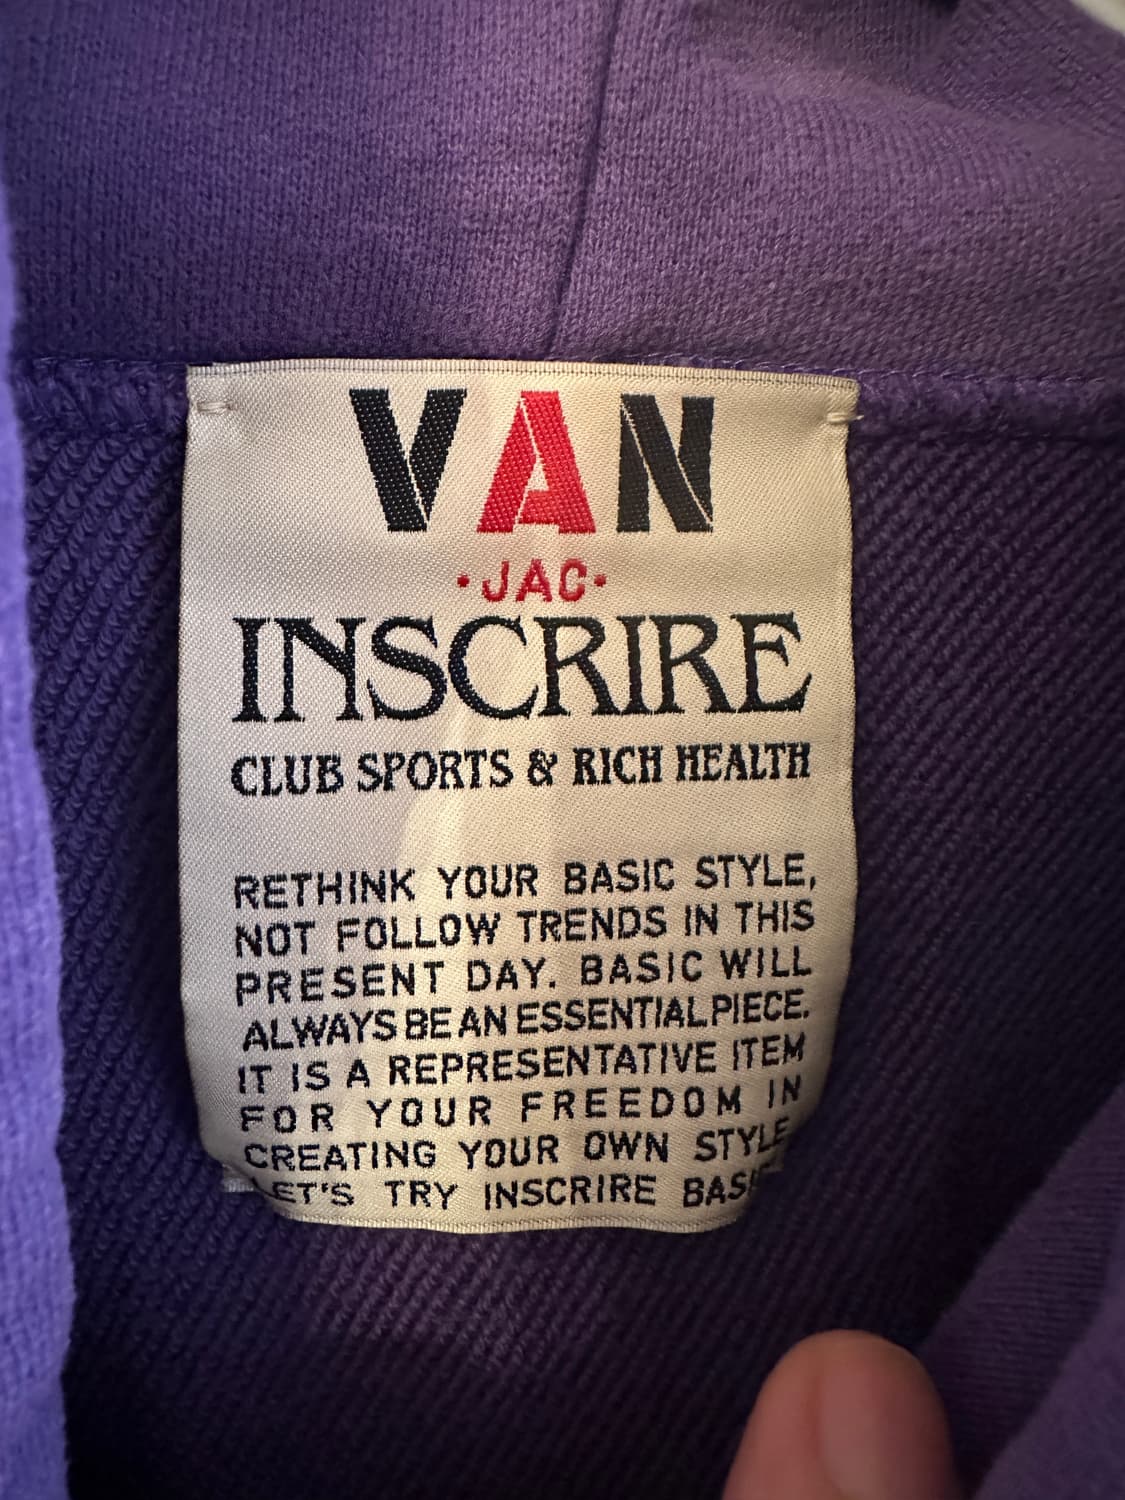 VAN
·JAC·
INSCRIRE
CLUB SPORTS & RICH HEALTH
RETHINK YOUR BASIC STYLE,
NOT FOLLOW TRENDS IN THIS
PRESENT DAY. BASIC WILL
ALWAYS BE AN ESSENTIAL PIECE.
IT IS A REPRESENTATIVE ITEM
FOR YOUR FREEDOM IN
CREATING YOUR OWN STYLE
LET'S TRY INSCRIRE